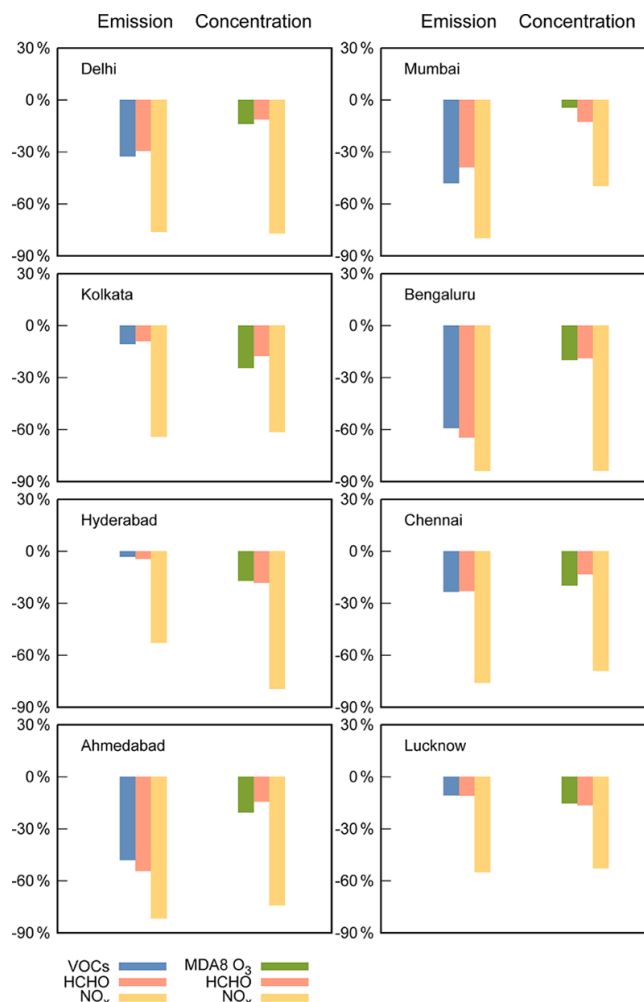 Emission Concentration Emission Concentration
30 % 30 %
Delhi Mumbai
0 % 0 %
-30 % -30 %
-60 % -60 %
-90 % -90 %
30 % 30 %
Kolkata Bengaluru
0 % 0 %
-30 % -30 %
-60 % -60 %
-90 % -90 %
30 % 30 %
Hyderabad Chennai
0 % 0 %
-30 % -30 %
-60 % -60 %
-90 % -90 %
30 % 30 %
Ahmedabad Lucknow
0 % 0 %
-30 % -30 %
-60 % -60 %
-90 % -90 %
VOCs MDA8 O₃
HCHO HCHO
NOₓ NOₓ